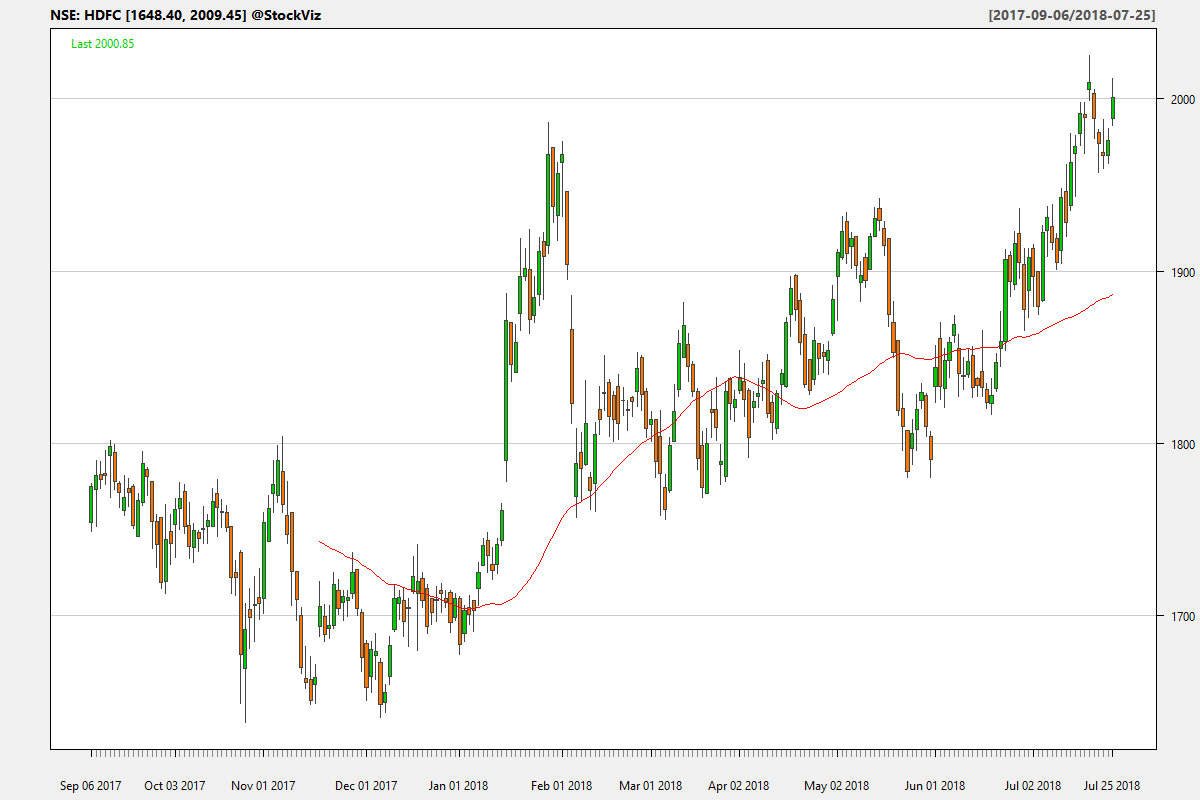 NSE: HDFC [1648.40, 2009.45] @StockViz
[2017-09-06/2018-07-25]
Last 2000.85
2000
1900
1800
1700
Sep 06 2017 Oct 03 2017 Nov 01 2017 Dec 01 2017 Jan 01 2018 Feb 01 2018 Mar 01 2018 Apr 02 2018 May 02 2018 Jun 01 2018 Jul 02 2018 Jul 25 2018